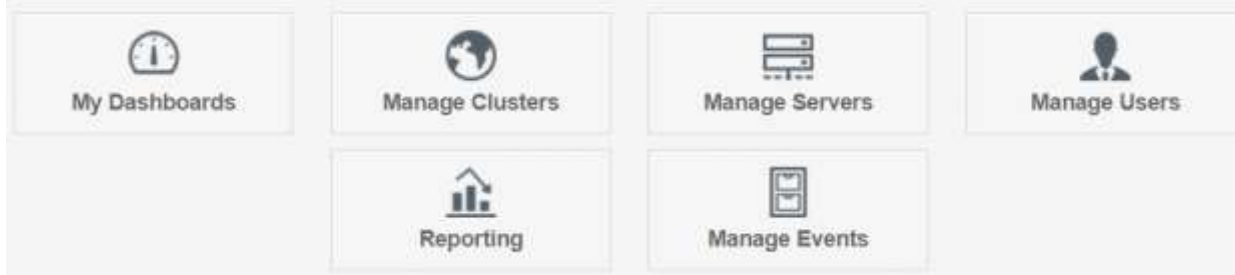 My Dashboards
Manage Clusters
Manage Servers
Manage Users
Reporting
Manage Events